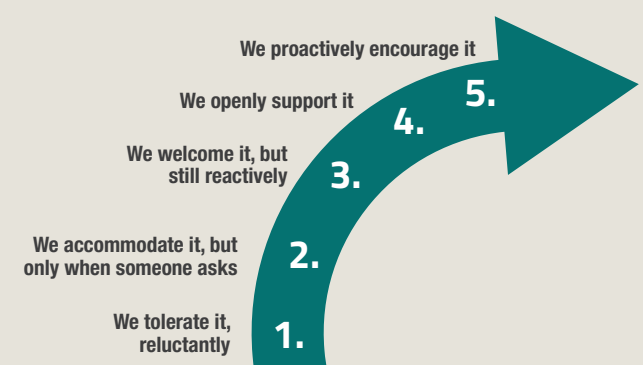 We proactively encourage it
5.
We openly support it
4.
We welcome it, but
still reactively
3.
We accommodate it, but
only when someone asks
2.
We tolerate it,
reluctantly
1.